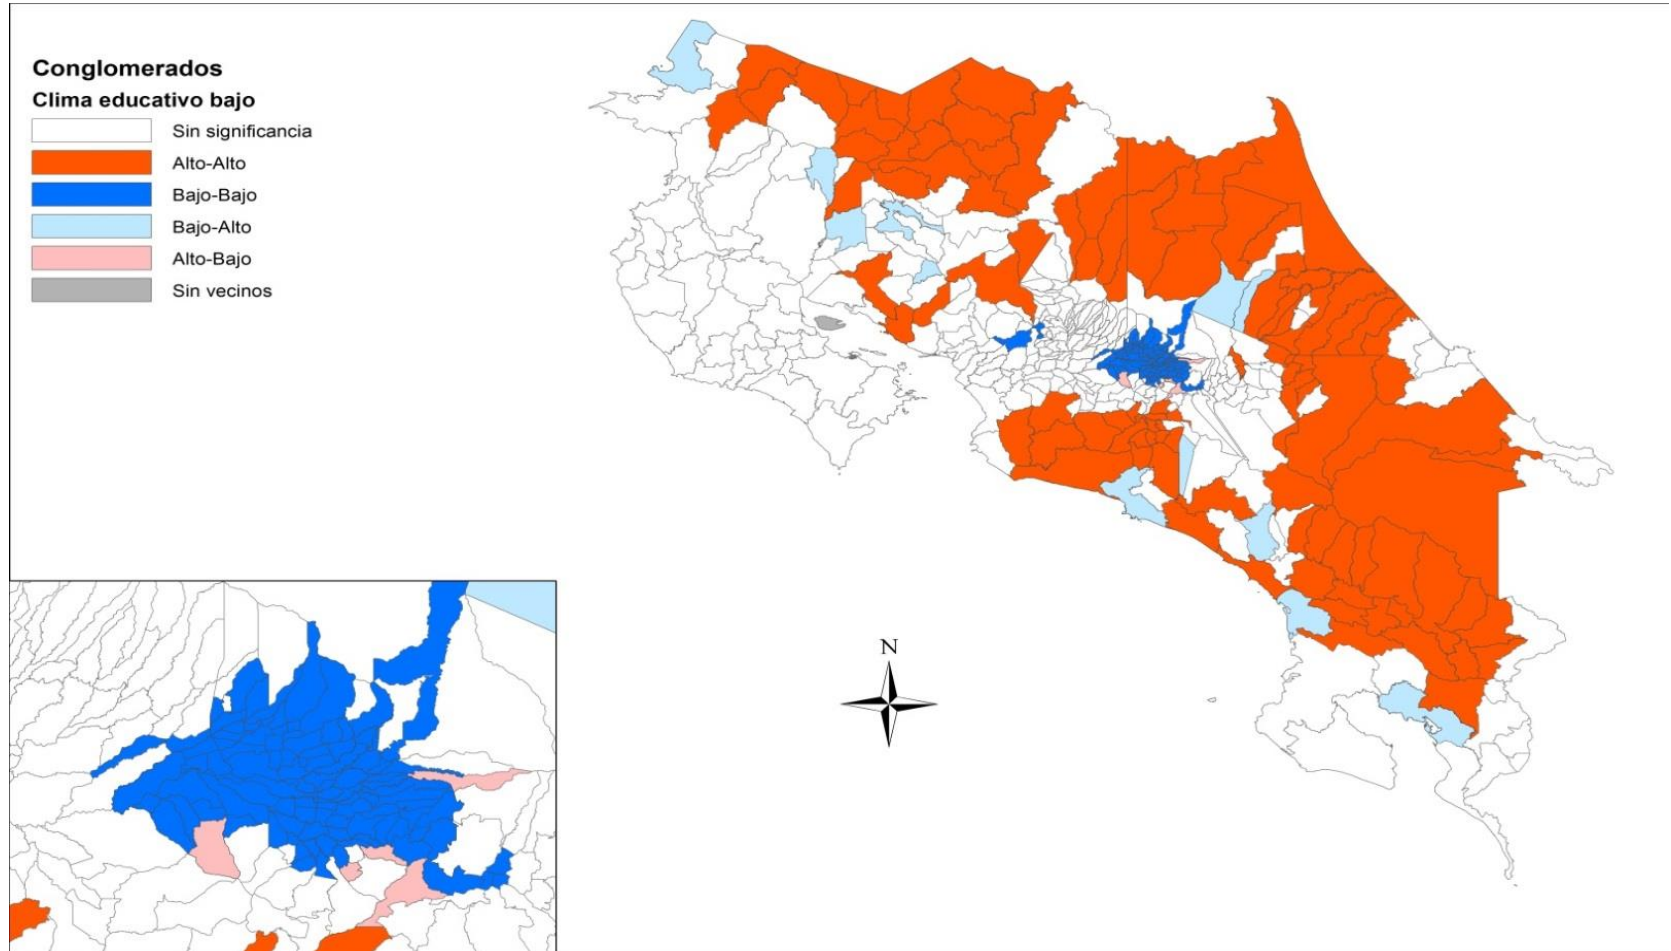 Conglomerados
Clima educativo bajo
Sin significancia
Alto-Alto
Bajo-Bajo
Bajo-Alto
Alto-Bajo
Sin vecinos
N